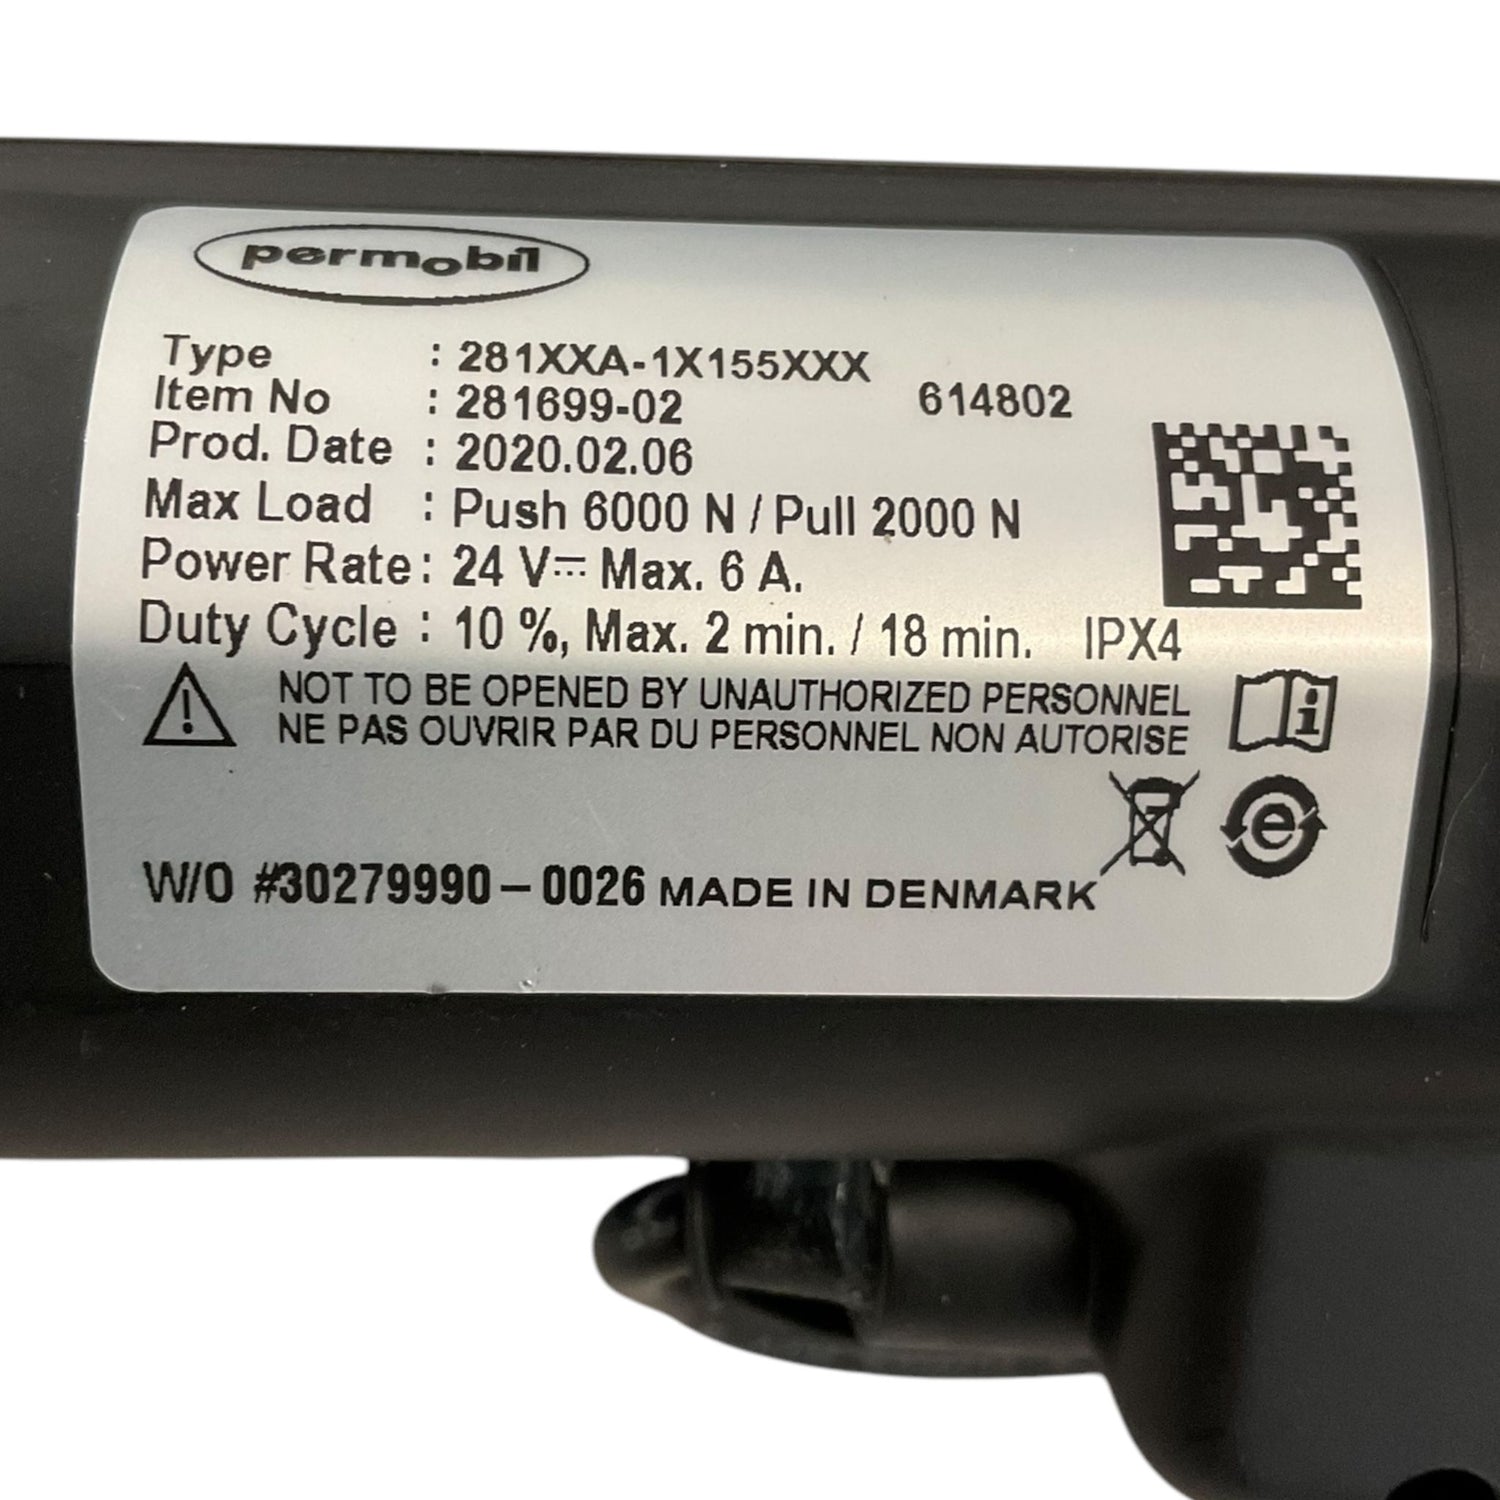 permobil
Type : 281XXA-1X155XXX
Item No : 281699-02 614802
Prod. Date : 2020.02.06
Max Load : Push 6000 N / Pull 2000 N
Power Rate : 24 V⎓ Max. 6 A.
Duty Cycle : 10 %, Max. 2 min. / 18 min. IPX4
NOT TO BE OPENED BY UNAUTHORIZED PERSONNEL
NE PAS OUVRIR PAR DU PERSONNEL NON AUTORISE
W/O #30279990-0026 MADE IN DENMARK